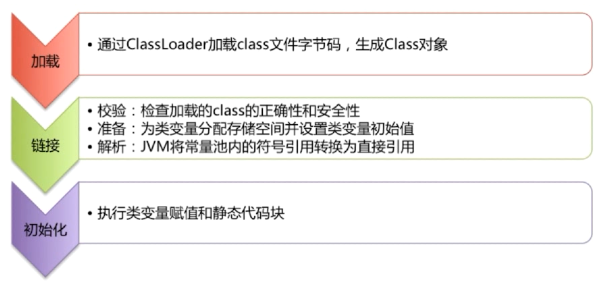 加载
• 通过ClassLoader加载class文件字节码，生成Class对象
链接
• 校验：检查加载的class的正确性和安全性
• 准备：为类变量分配存储空间并设置类变量初始值
• 解析：JVM将常量池内的符号引用转换为直接引用
初始化
• 执行类变量赋值和静态代码块